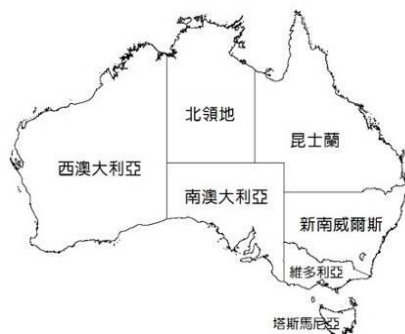 北領地
昆士蘭
西澳大利亞
南澳大利亞
新南威爾斯
維多利亞
塔斯馬尼亞